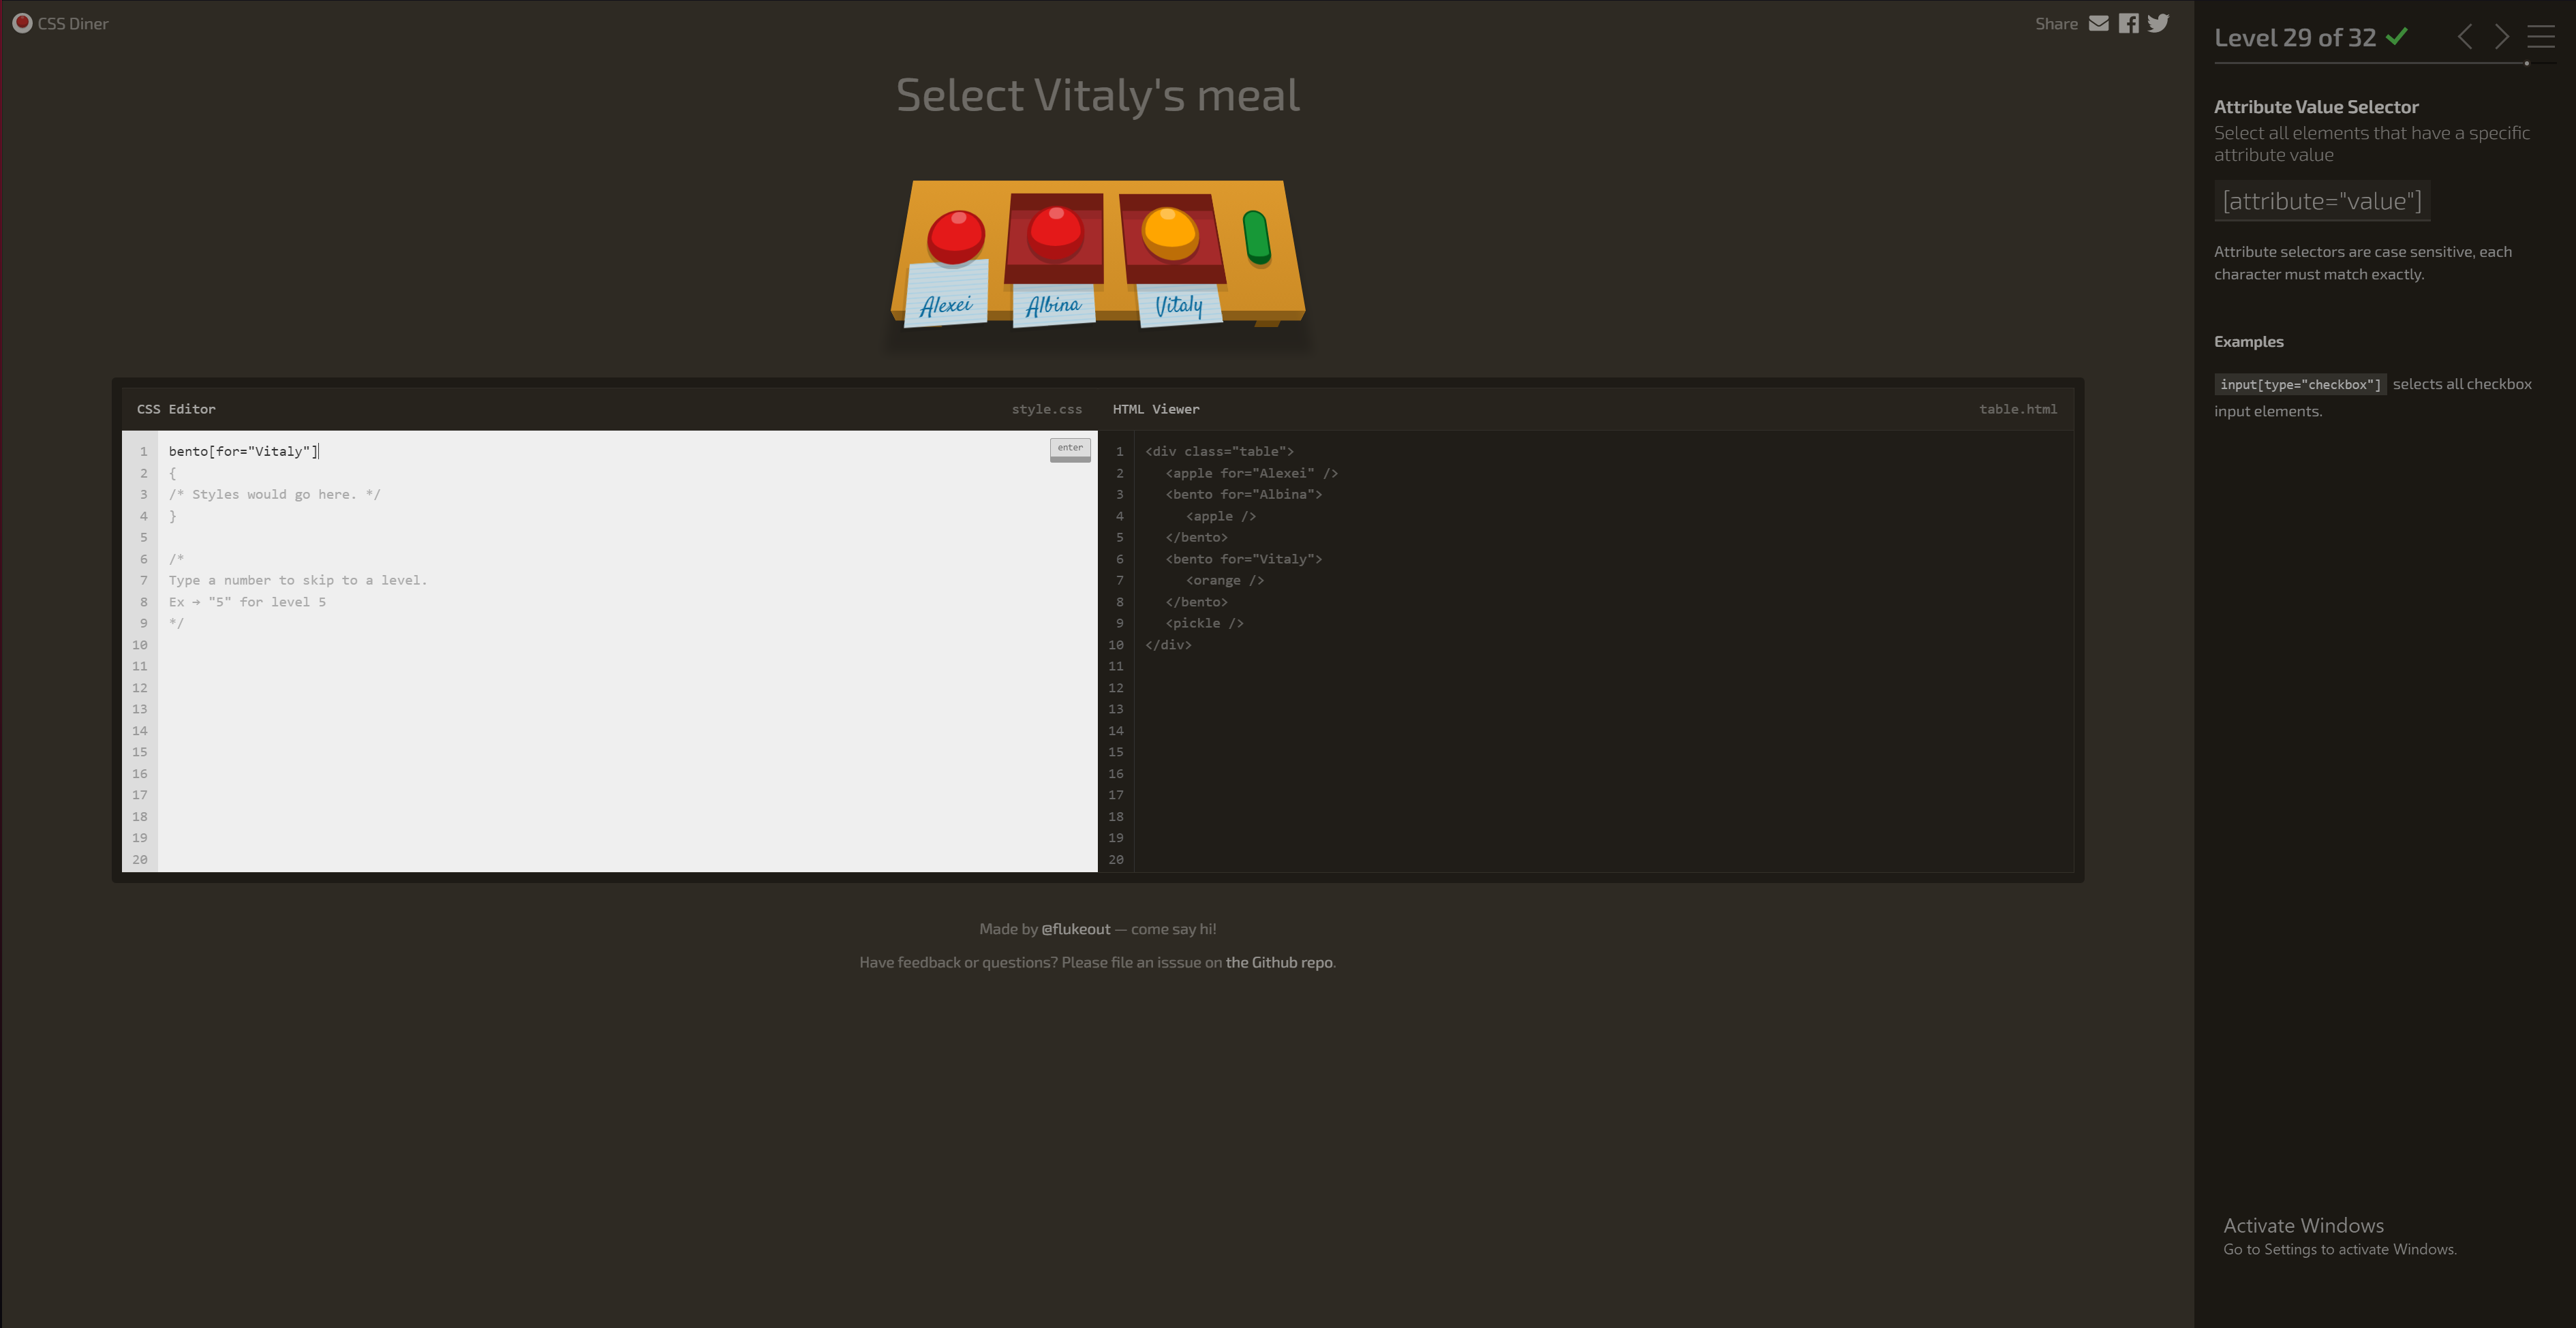 CSS Diner
Share
Select Vitaly's meal
Alexei
Albina
Vitaly
CSS Editor
style.css
1 bento[for="Vitaly"]
enter
2 {
3 /* Styles would go here. */
4 }
5
6 /*
7 Type a number to skip to a level.
8 Ex → "5" for level 5
9 */
10
11
12
13
14
15
16
17
18
19
20
HTML Viewer
table.html
1 <div class="table">
2 <apple for="Alexei" />
3 <bento for="Albina">
4 <apple />
5 </bento>
6 <bento for="Vitaly">
7 <orange />
8 </bento>
9 <pickle />
10 </div>
11
12
13
14
15
16
17
18
19
20
Made by @flukeout — come say hi!
Have feedback or questions? Please file an isssue on the Github repo.
Level 29 of 32
Attribute Value Selector
Select all elements that have a specific
attribute value
[attribute="value"]
Attribute selectors are case sensitive, each
character must match exactly.
Examples
input[type="checkbox"] selects all checkbox
input elements.
Activate Windows
Go to Settings to activate Windows.